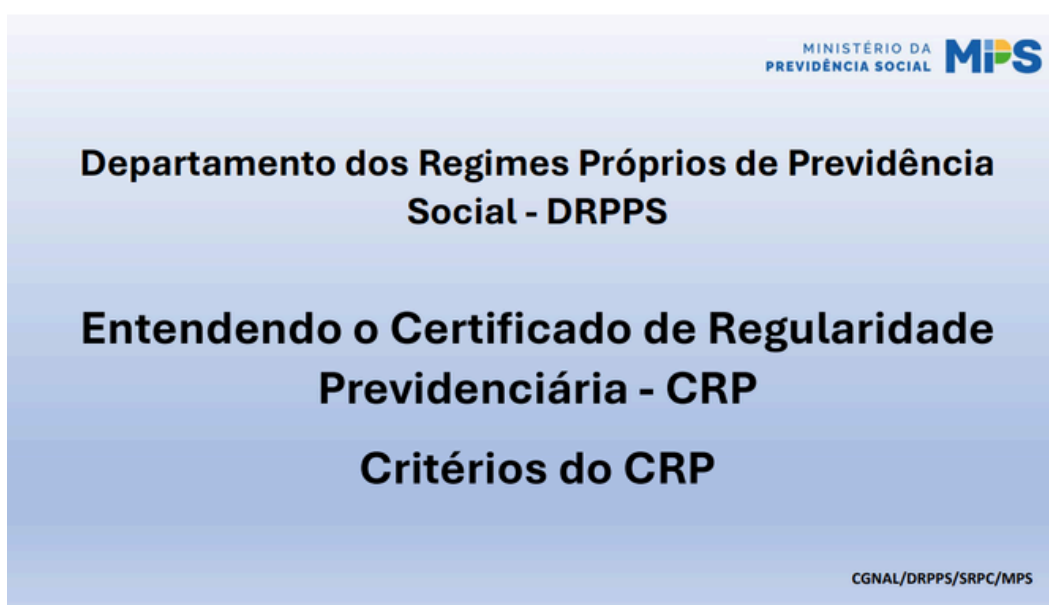 MINISTÉRIO DA
PREVIDÊNCIA SOCIAL
MPS
Departamento dos Regimes Próprios de Previdência
Social - DRPPS
Entendendo o Certificado de Regularidade
Previdenciária - CRP
Critérios do CRP
CGNAL/DRPPS/SRPC/MPS